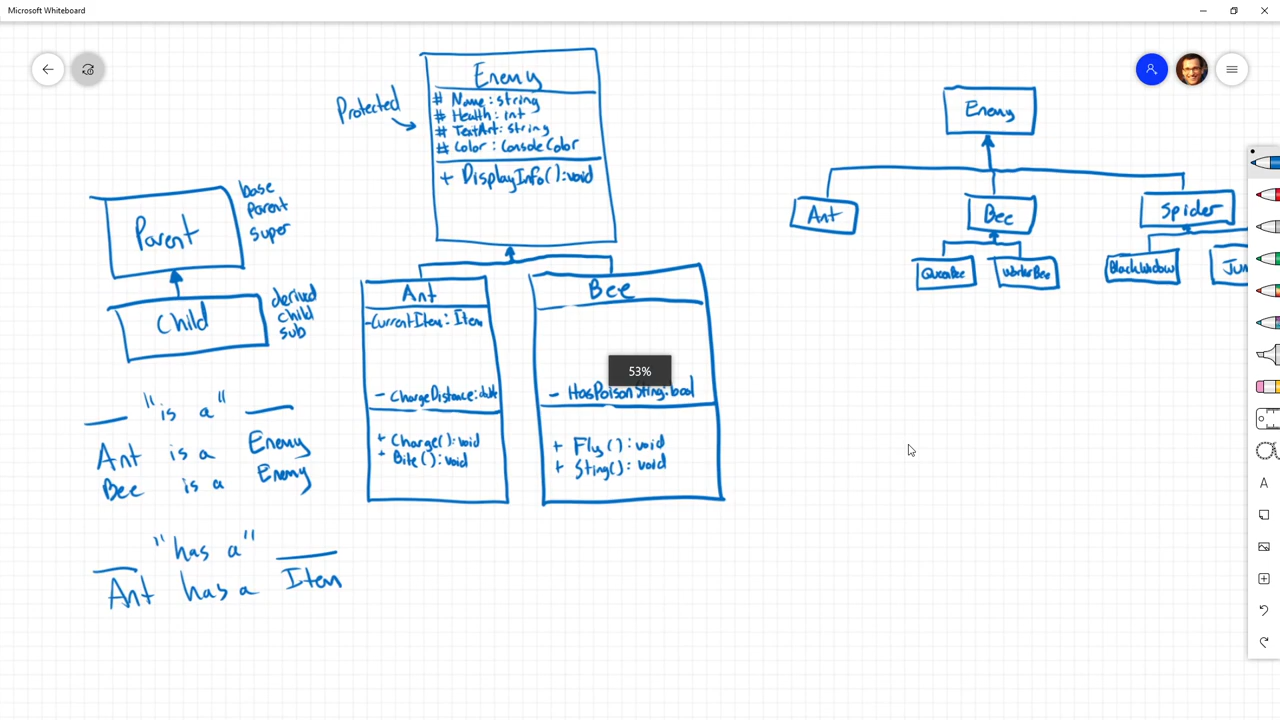 Microsoft Whiteboard
Enemy
# Name : string
# Health : int
# TextArt : string
# Color : ConsoleColor
+ DisplayInfo() : void
Protected
Parent
base
parent
super
Child
derived
child
sub
Ant
- CurrentItem : Item
- ChargeDistance : double
+ Charge() : void
+ Bite() : void
Bee
- HasPoisonSting : bool
+ Fly() : void
+ Sting() : void
53%
"is a"
Ant is a Enemy
Bee is a Enemy
"has a"
Ant has a Item
Enemy
Ant
Bee
Spider
QueenBee
WorkerBee
BlackWidow
Jum
A